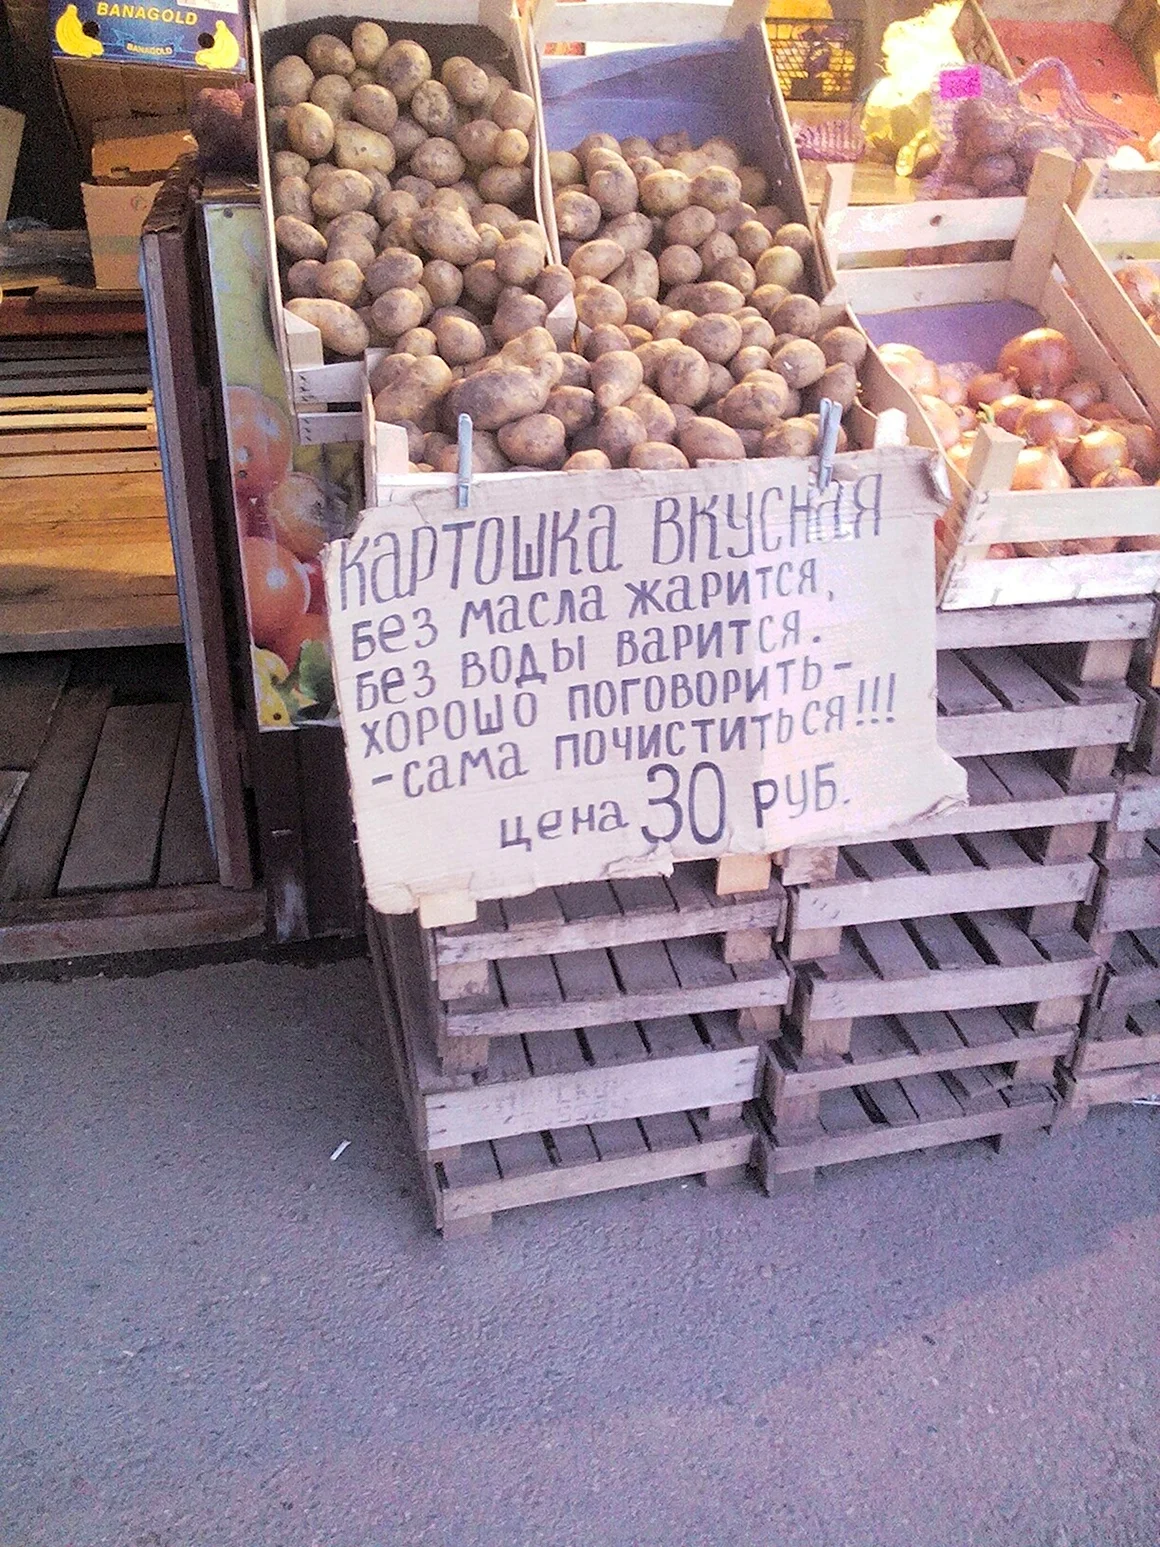 BANAGOLD
BANAGOLD
КАРТОШКА ВКУСНАЯ
БЕЗ МАСЛА ЖАРИТСЯ,
БЕЗ ВОДЫ ВАРИТСЯ.
ХОРОШО ПОГОВОРИТЬ-
-САМА ПОЧИСТИТЬСЯ!!!
цена 30 РУБ.